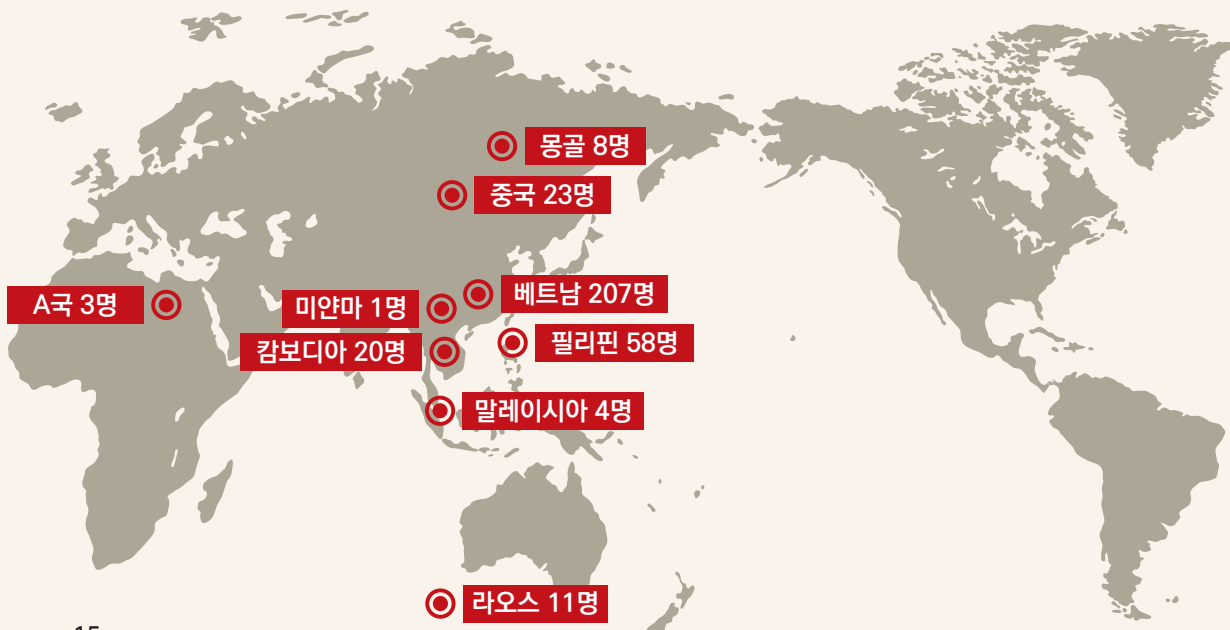 몽골 8명
중국 23명
A국 3명
미얀마 1명
베트남 207명
캄보디아 20명
필리핀 58명
말레이시아 4명
라오스 11명